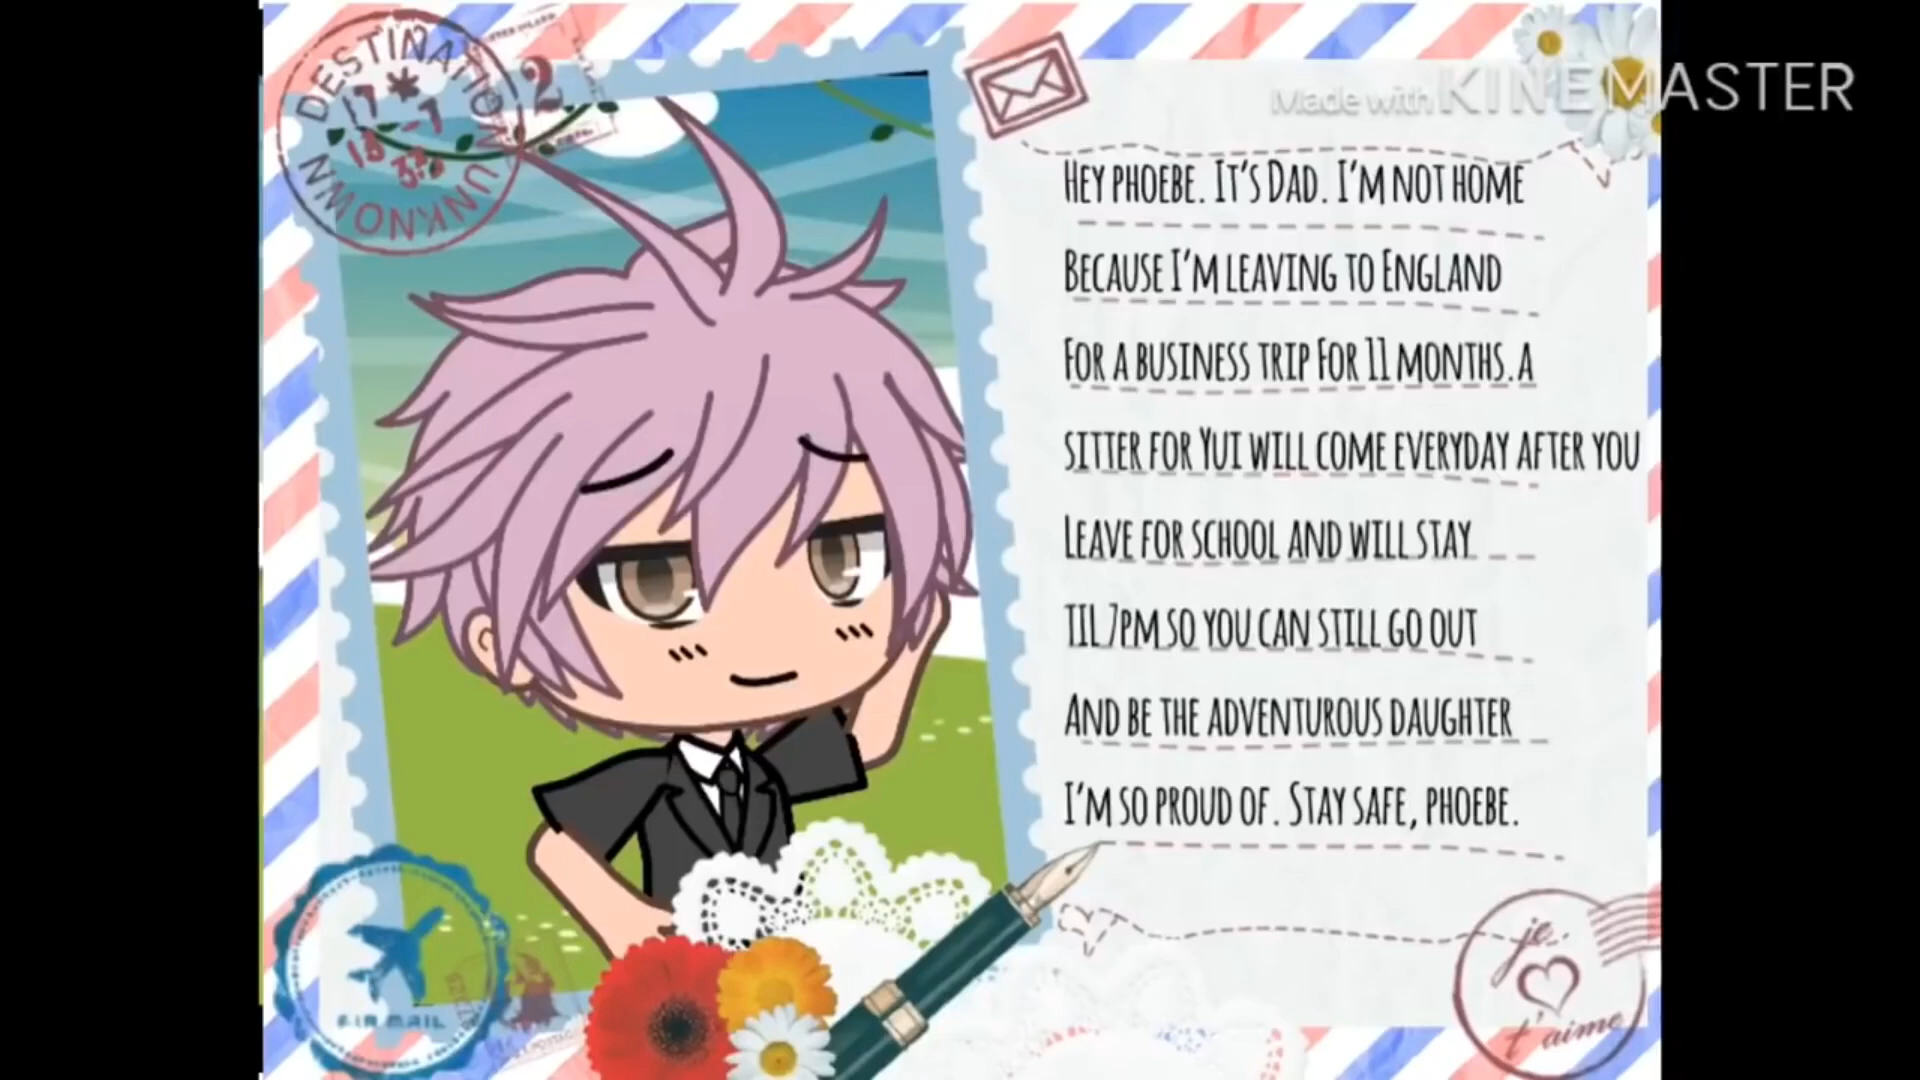 DESTINATION
17 -7
UNKNOWN
2
Made with KINEMASTER
HEY PHOEBE. IT'S DAD. I'M NOT HOME
BECAUSE I'M LEAVING TO ENGLAND
FOR A BUSINESS TRIP FOR 11 MONTHS. A
SITTER FOR YUI WILL COME EVERYDAY AFTER YOU
LEAVE FOR SCHOOL AND WILL STAY
TIL 7PM SO YOU CAN STILL GO OUT
AND BE THE ADVENTUROUS DAUGHTER
I'M SO PROUD OF. STAY SAFE, PHOEBE.
AIR MAIL
je
t'aime